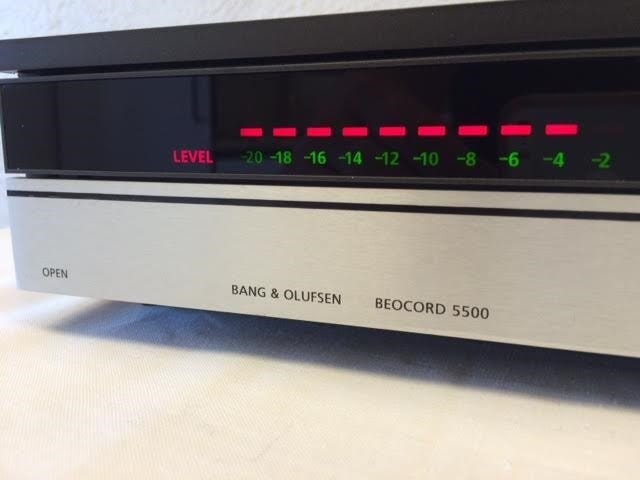 LEVEL -20 -18 -16 -14 -12 -10 -8 -6 -4 -2
OPEN
BANG & OLUFSEN BEOCORD 5500